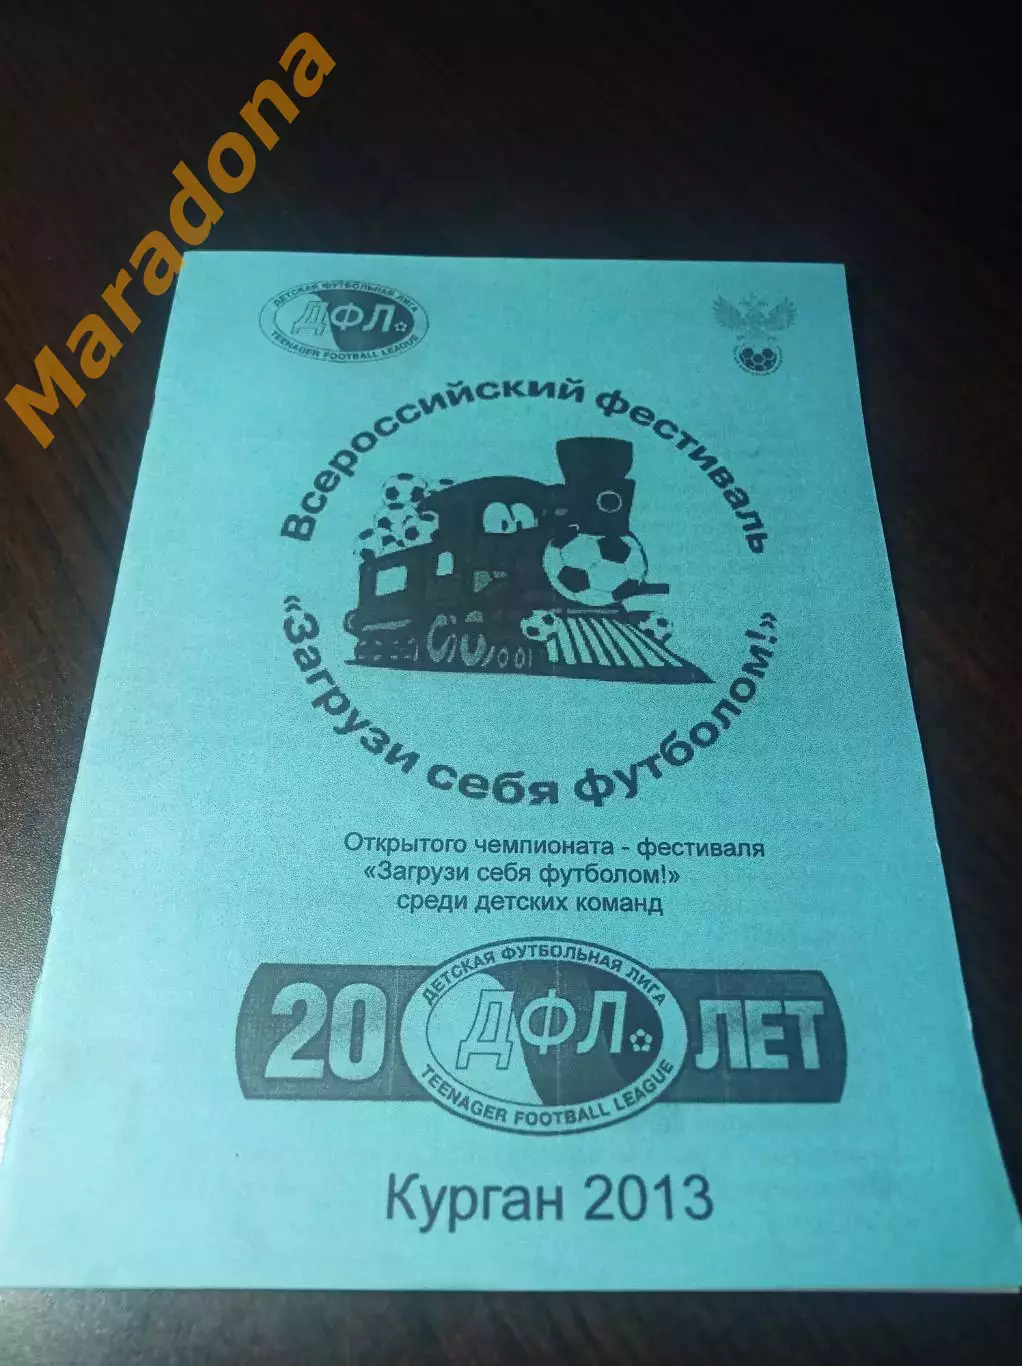 Maradona
ДЕТСКАЯ ФУТБОЛЬНАЯ ЛИГА
ДФЛ
TEENAGER FOOTBALL LEAGUE
Всероссийский фестиваль
«Загрузи себя футболом!»
Открытого чемпионата - фестиваля
«Загрузи себя футболом!»
среди детских команд
ДЕТСКАЯ ФУТБОЛЬНАЯ ЛИГА
20 ДФЛ ЛЕТ
TEENAGER FOOTBALL LEAGUE
Курган 2013